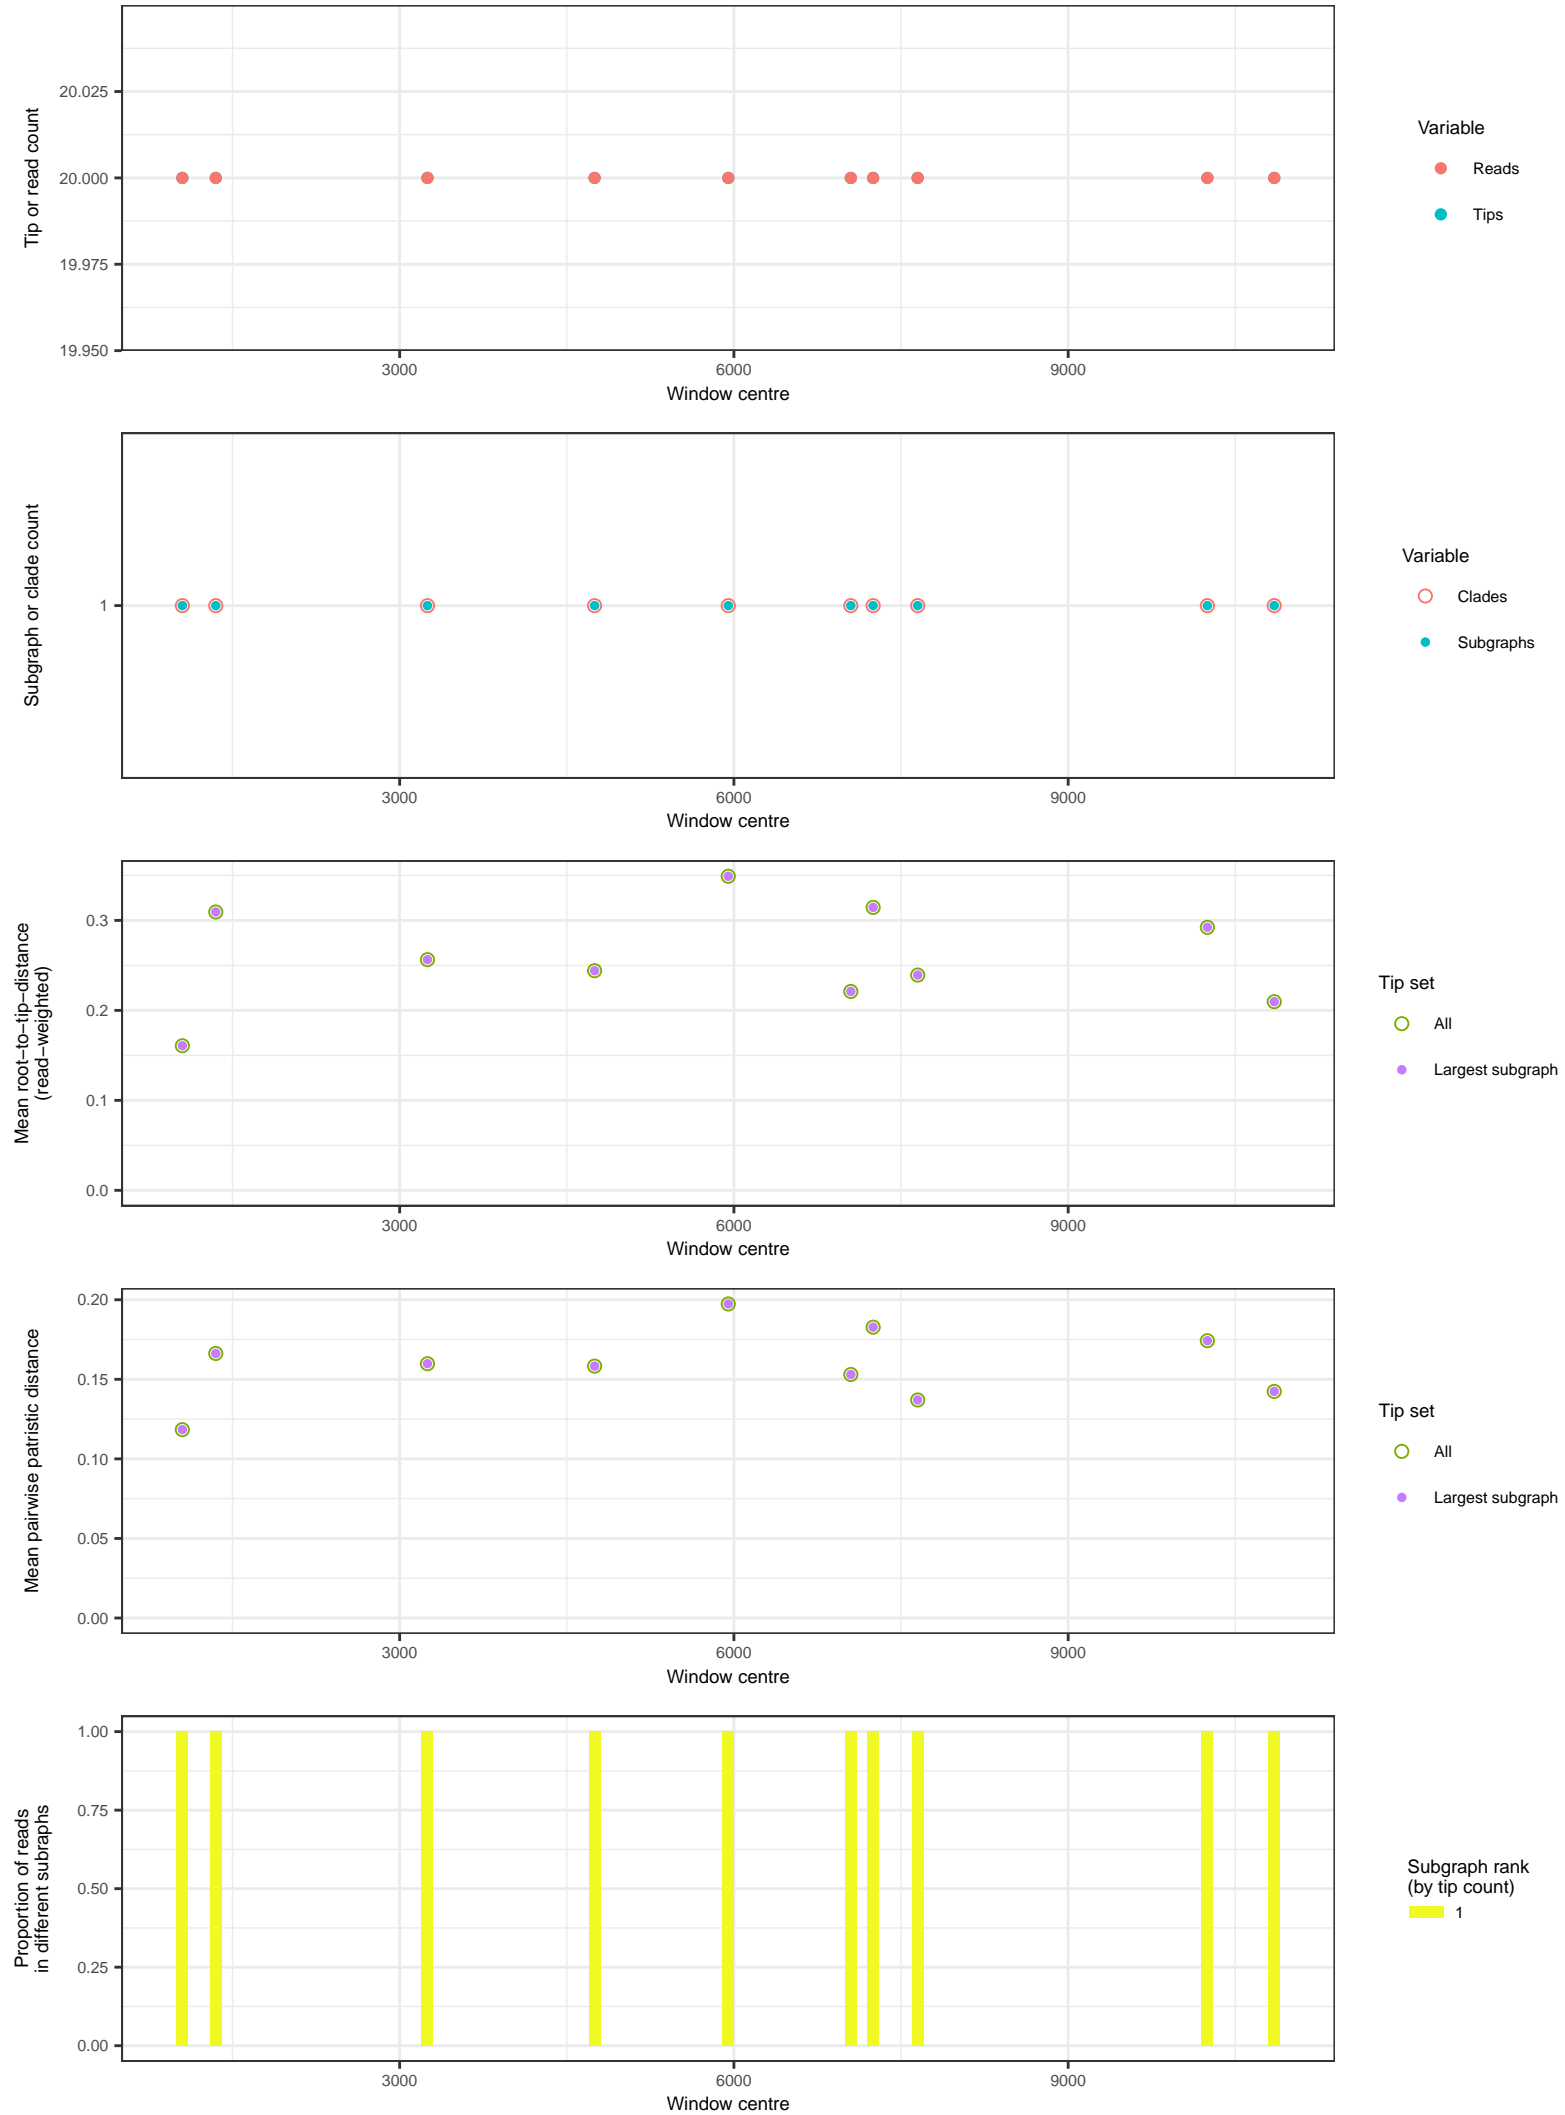 20.025
20.000
19.975
19.950
Tip or read count
3000 6000 9000
Window centre
Variable
Reads
Tips
1
Subgraph or clade count
3000 6000 9000
Window centre
Variable
Clades
Subgraphs
0.3
0.2
0.1
0.0
Mean root−to−tip−distance
(read−weighted)
3000 6000 9000
Window centre
Tip set
All
Largest subgraph
0.20
0.15
0.10
0.05
0.00
Mean pairwise patristic distance
3000 6000 9000
Window centre
Tip set
All
Largest subgraph
1.00
0.75
0.50
0.25
0.00
Proportion of reads
in different subraphs
3000 6000 9000
Window centre
Subgraph rank
(by tip count)
1